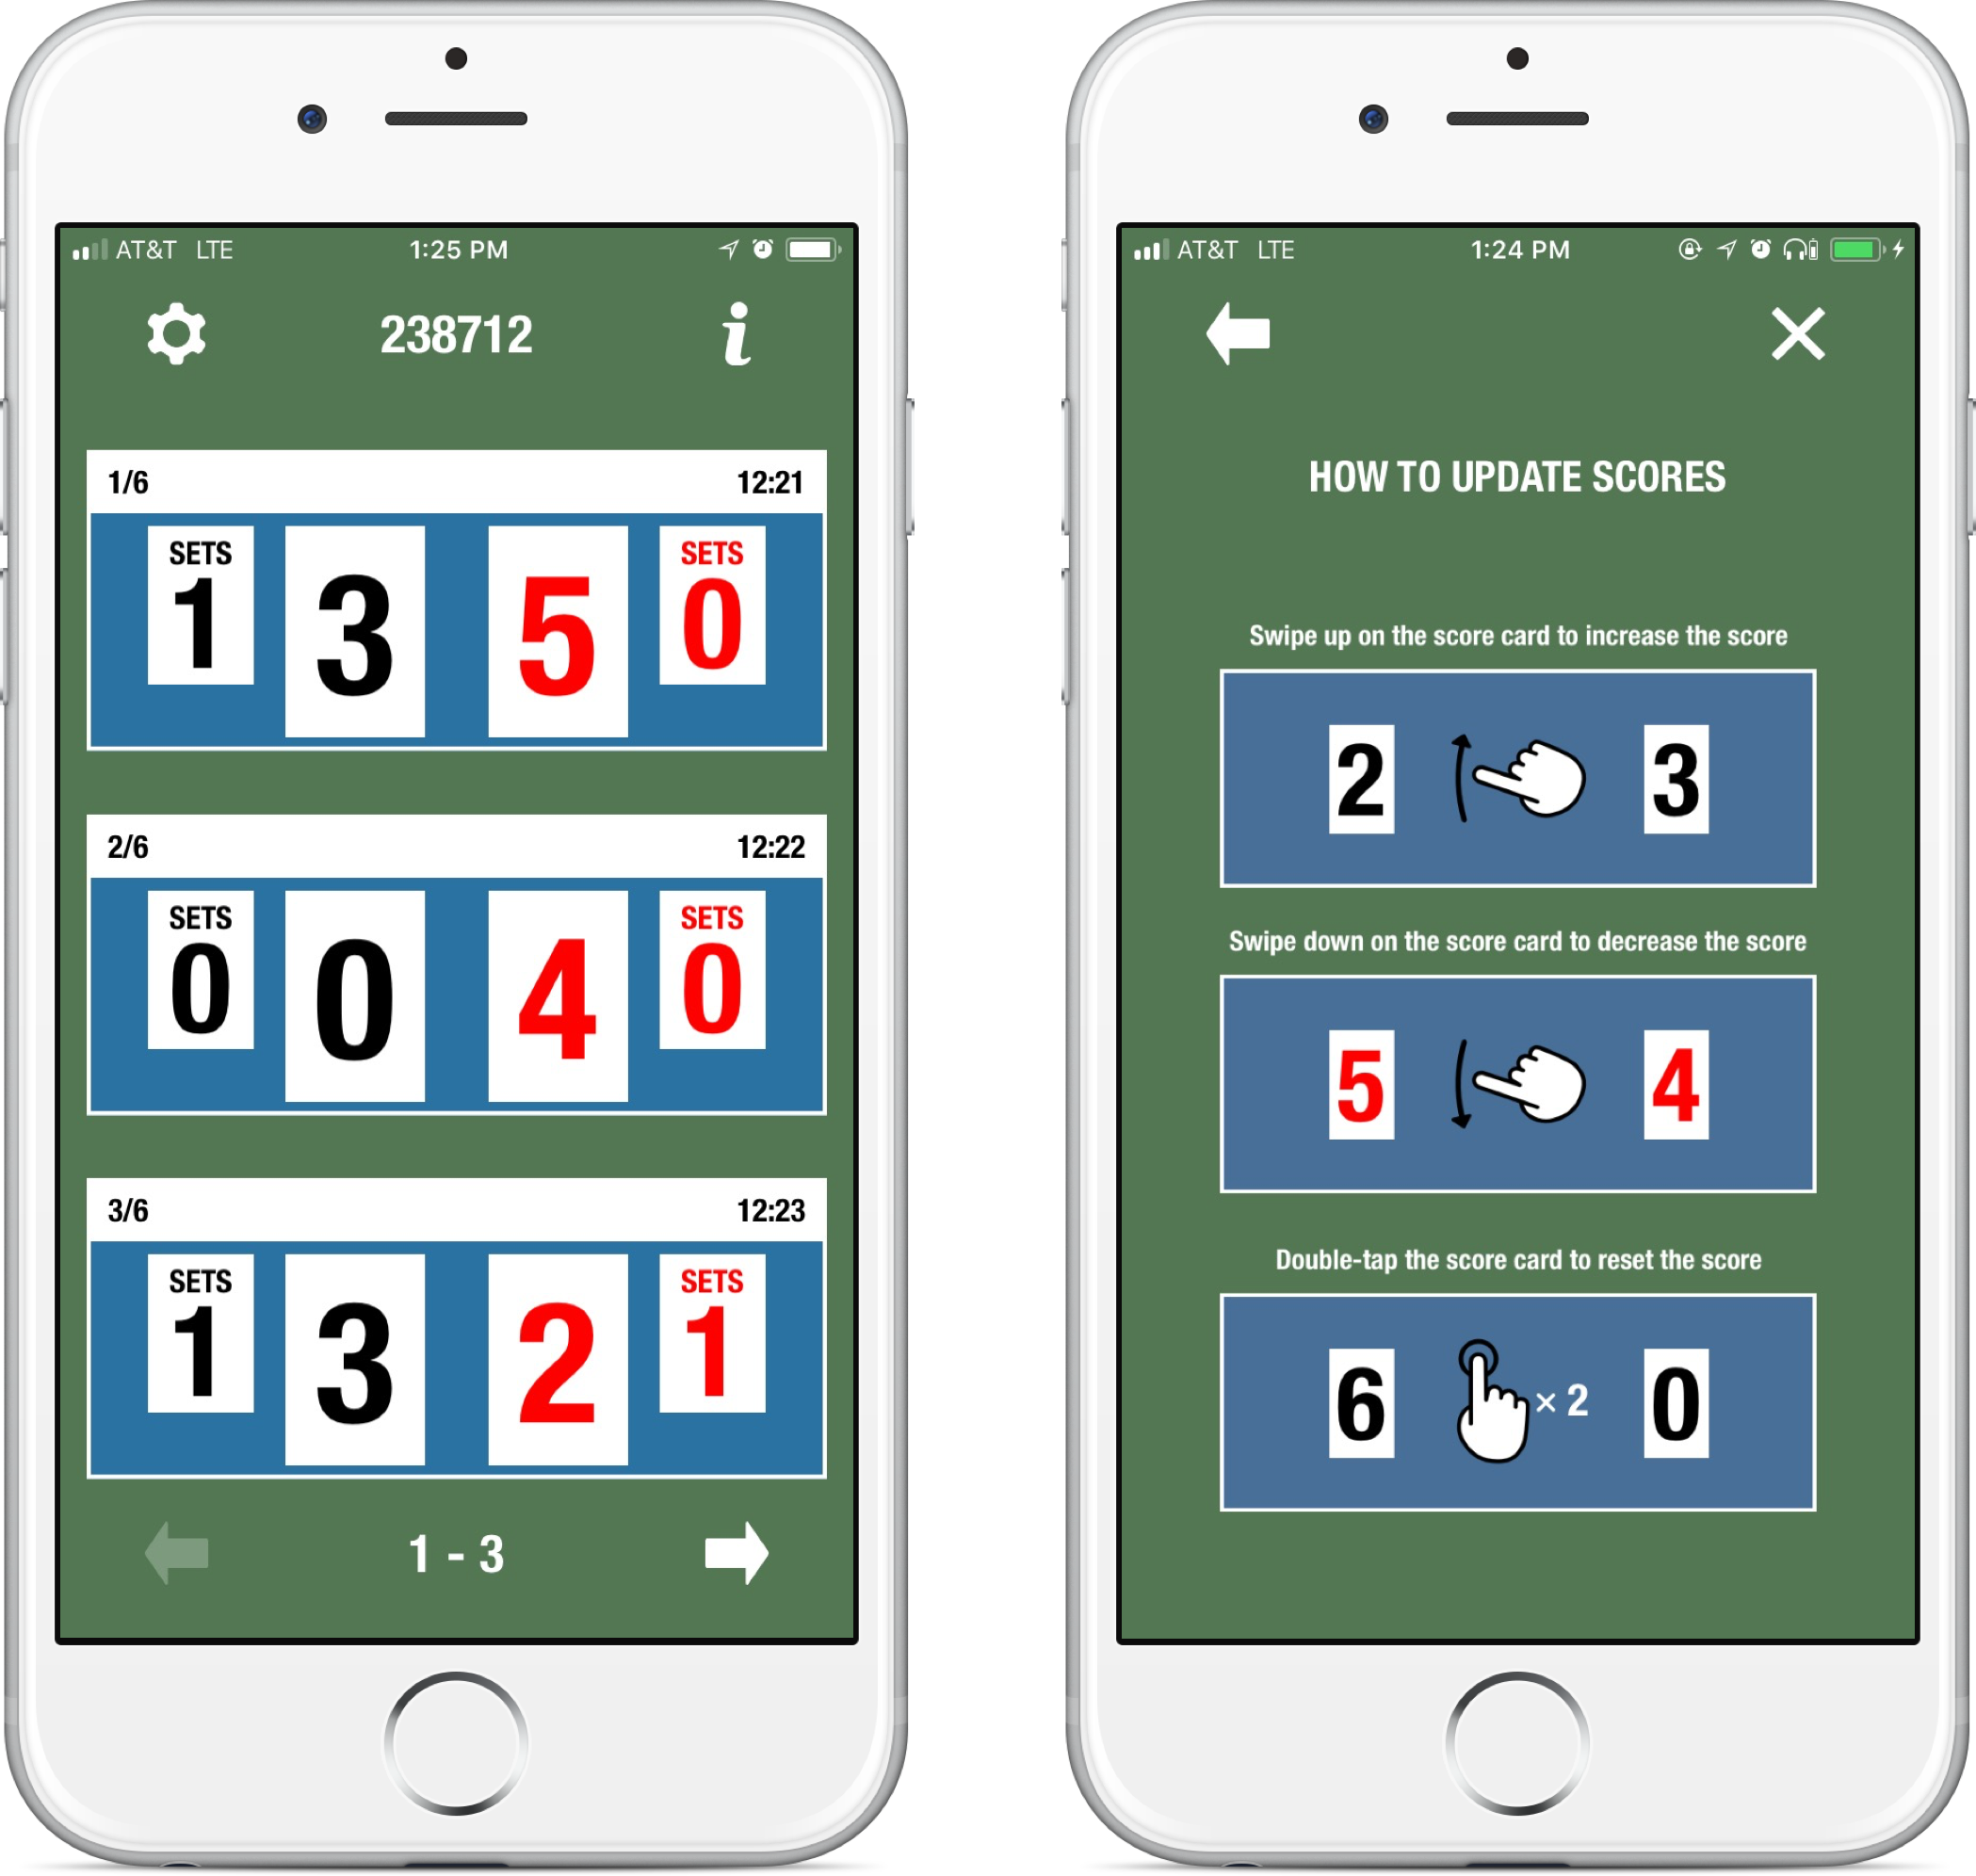 AT&T LTE 1:25 PM
238712
1/6 12:21
SETS SETS
1 3 5 0
2/6 12:22
SETS SETS
0 0 4 0
3/6 12:23
SETS SETS
1 3 2 1
1 - 3
AT&T LTE 1:24 PM
HOW TO UPDATE SCORES
Swipe up on the score card to increase the score
2 3
Swipe down on the score card to decrease the score
5 4
Double-tap the score card to reset the score
6 × 2 0